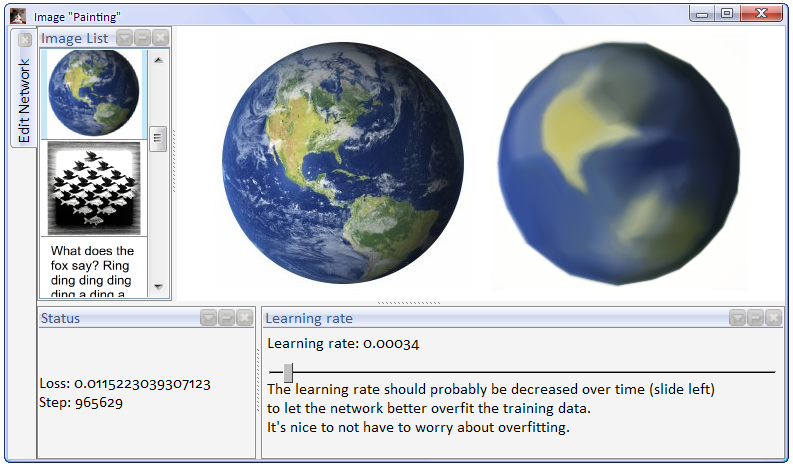 Image "Painting"
Edit Network
Image List
What does the
fox say? Ring
ding ding ding
ding a ding a
Status
Loss: 0.0115223039307123
Step: 965629
Learning rate
Learning rate: 0.00034
The learning rate should probably be decreased over time (slide left)
to let the network better overfit the training data.
It's nice to not have to worry about overfitting.